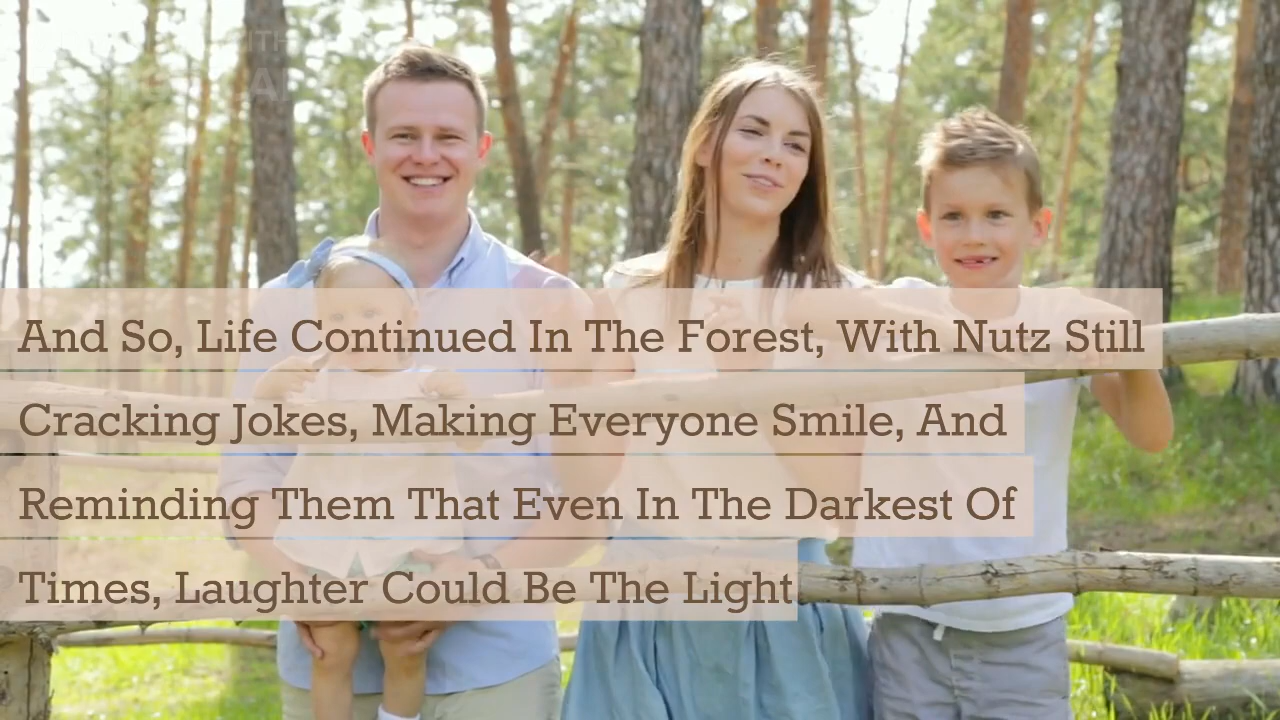 And So, Life Continued In The Forest, With Nutz Still
Cracking Jokes, Making Everyone Smile, And
Reminding Them That Even In The Darkest Of
Times, Laughter Could Be The Light